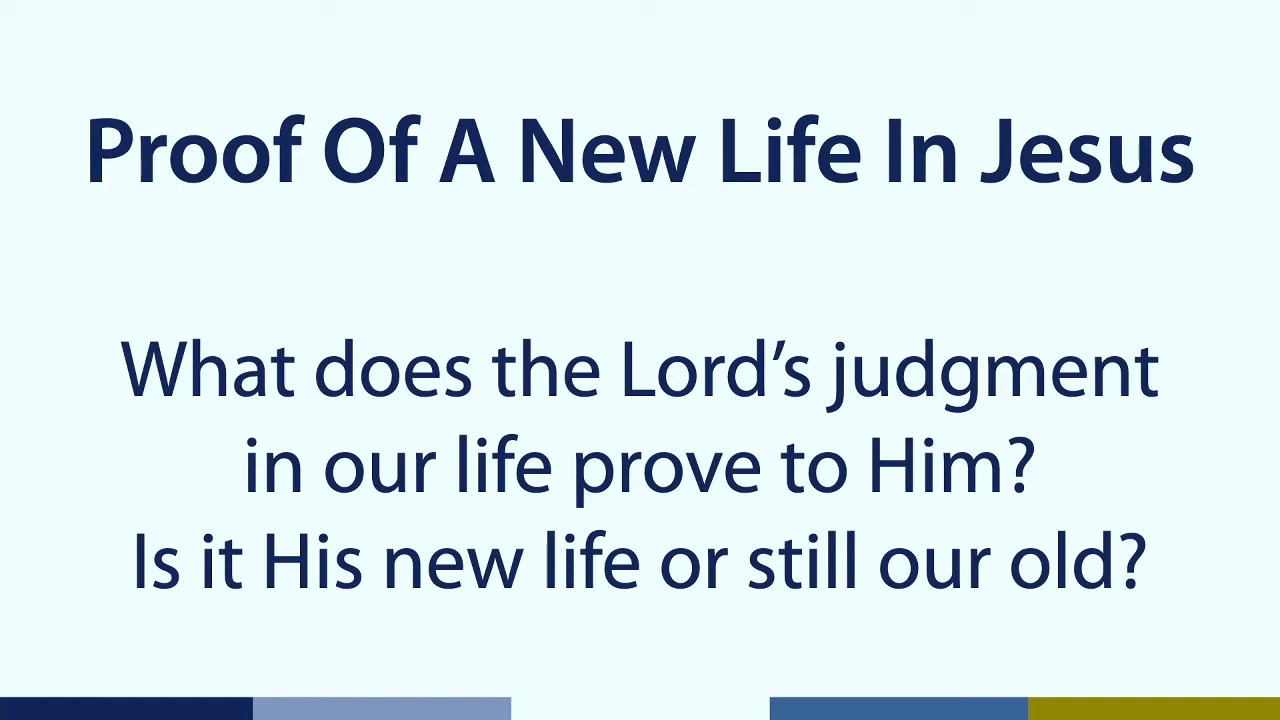 Proof Of A New Life In Jesus
What does the Lord’s judgment
in our life prove to Him?
Is it His new life or still our old?